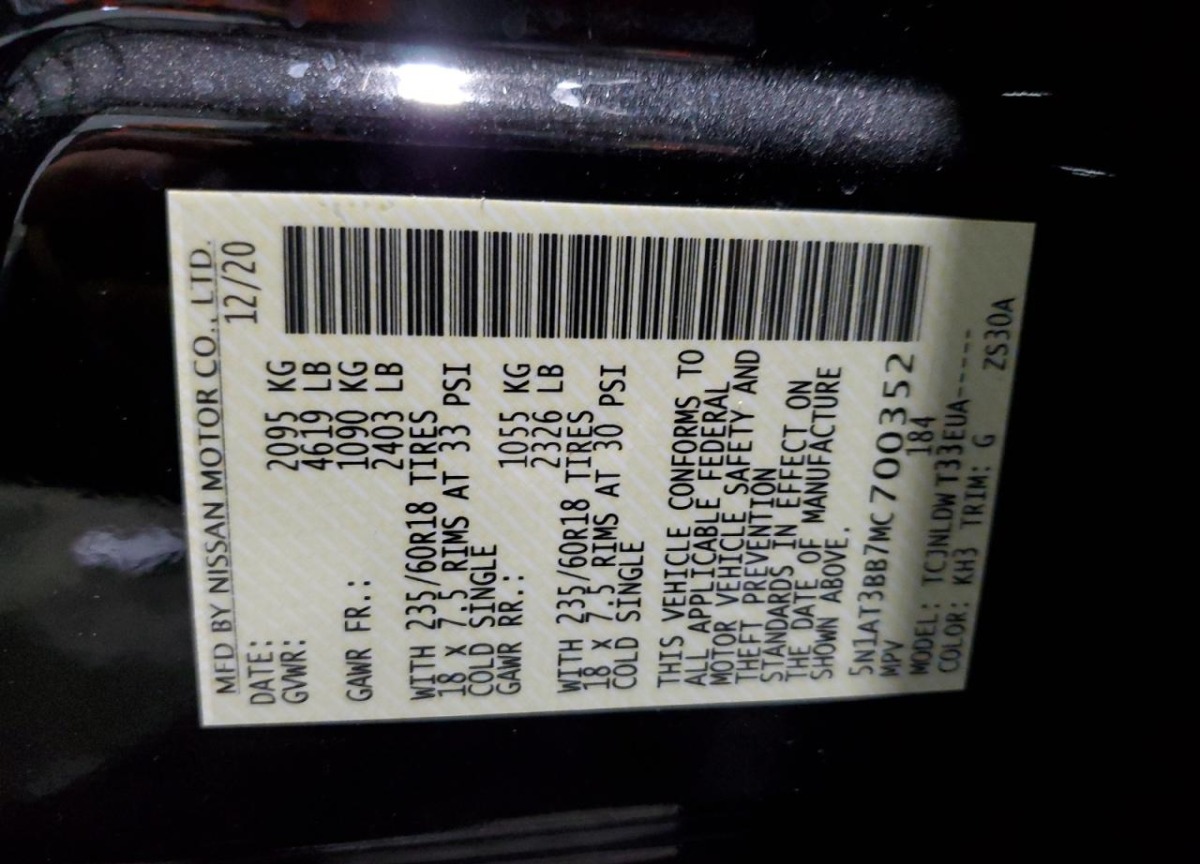 MFD BY NISSAN MOTOR CO., LTD.
DATE: 12/20
GVWR: 2095 KG
4619 LB
GAWR FR.: 1090 KG
2403 LB
WITH 235/60R18 TIRES
18 X 7.5 RIMS AT 33 PSI
COLD SINGLE
GAWR RR.: 1055 KG
2326 LB
WITH 235/60R18 TIRES
18 X 7.5 RIMS AT 30 PSI
COLD SINGLE
THIS VEHICLE CONFORMS TO
ALL APPLICABLE FEDERAL
MOTOR VEHICLE SAFETY AND
THEFT PREVENTION
STANDARDS IN EFFECT ON
THE DATE OF MANUFACTURE
SHOWN ABOVE.
5N1AT3BB7MC700352
MPV 184
MODEL: TCJNLDWT33EUA------
COLOR: KH3 TRIM: G ZS30A